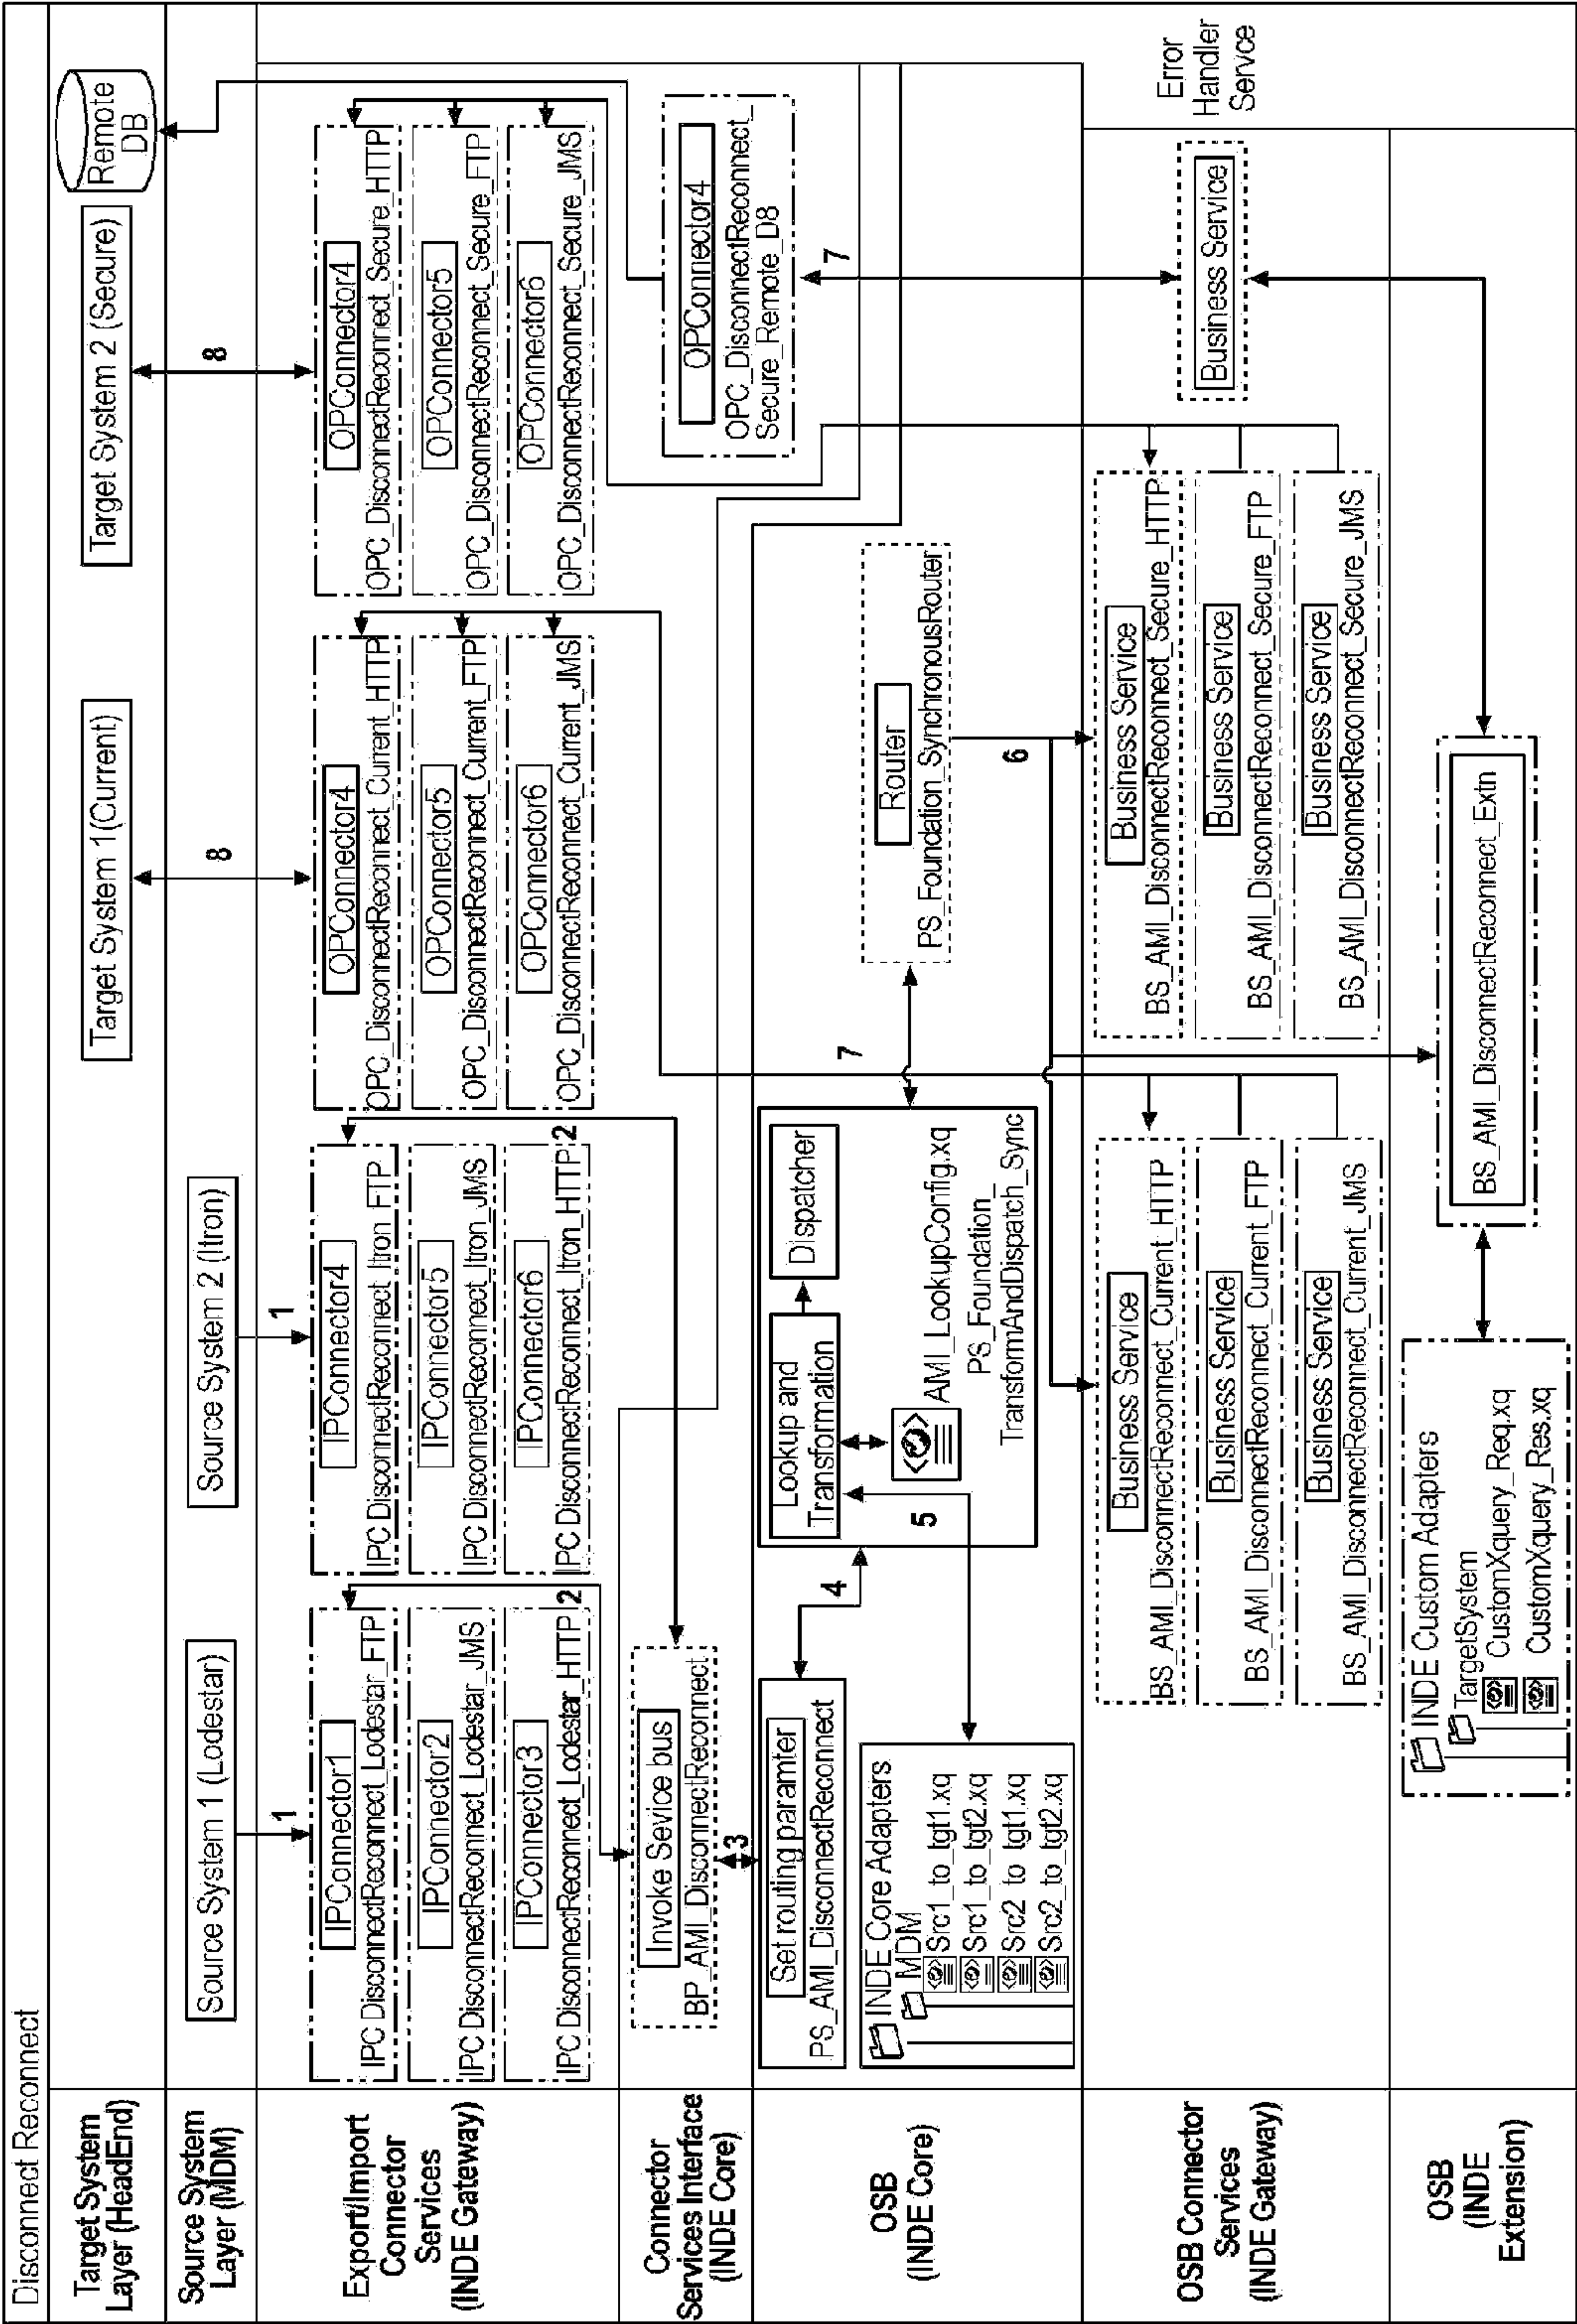 Disconnect Reconnect
Target System
Layer (HeadEnd)
Target System 1(Current)
Target System 2 (Secure)
Remote
DB
Source System
Layer (MDM)
Source System 1 (Lodestar)
Source System 2 (Itron)
1
1
8
8
Export/Import
Connector
Services
(INDE Gateway)
IPConnector1
IPC DisconnectReconnect_Lodestar_FTP
IPConnector2
IPC DisconnectReconnect_Lodestar_JMS
IPConnector3
IPC DisconnectReconnect_Lodestar_HTTP
2
IPConnector4
IPC DisconnectReconnect_Itron_FTP
IPConnector5
IPC DisconnectReconnect_Itron_JMS
IPConnector6
IPC DisconnectReconnect_Itron_HTTP
2
OPConnector4
OPC_DisconnectReconnect_Current_HTTP
OPConnector5
OPC_DisconnectReconnect_Current_FTP
OPConnector6
OPC_DisconnectReconnect_Current_JMS
OPConnector4
OPC_DisconnectReconnect_Secure_HTTP
OPConnector5
OPC_DisconnectReconnect_Secure_FTP
OPConnector6
OPC_DisconnectReconnect_Secure_JMS
Connector
Services Interface
(INDE Core)
Invoke Sevice bus
BP_AMI_DisconnectReconnect
3
OPConnector4
OPC_DisconnectReconnect_
Secure_Remote_D8
7
OSB
(INDE Core)
Set routing paramter
PS_AMI_DisconnectReconnect
4
INDE Core Adapters
MDM
Src1_to_tgt1.xq
Src1_to_tgt2.xq
Src2_to_tgt1.xq
Src2_to_tgt2.xq
5
Lookup and
Transformation
Dispatcher
AMI_LookupConfig.xq
PS_Foundation_
TransformAndDispatch_Sync
7
Router
PS_Foundation_SynchronousRouter
6
OSB Connector
Services
(INDE Gateway)
Business Service
BS_AMI_DisconnectReconnect_Current_HTTP
Business Service
BS_AMI_DisconnectReconnect_Current_FTP
Business Service
BS_AMI_DisconnectReconnect_Current_JMS
Business Service
BS_AMI_DisconnectReconnect_Secure_HTTP
Business Service
BS_AMI_DisconnectReconnect_Secure_FTP
Business Service
BS_AMI_DisconnectReconnect_Secure_JMS
Business Service
Error
Handler
Servce
OSB
(INDE
Extension)
INDE Custom Adapters
TargetSystem
CustomXquery_Req.xq
CustomXquery_Res.xq
BS_AMI_DisconnectReconnect_Extn